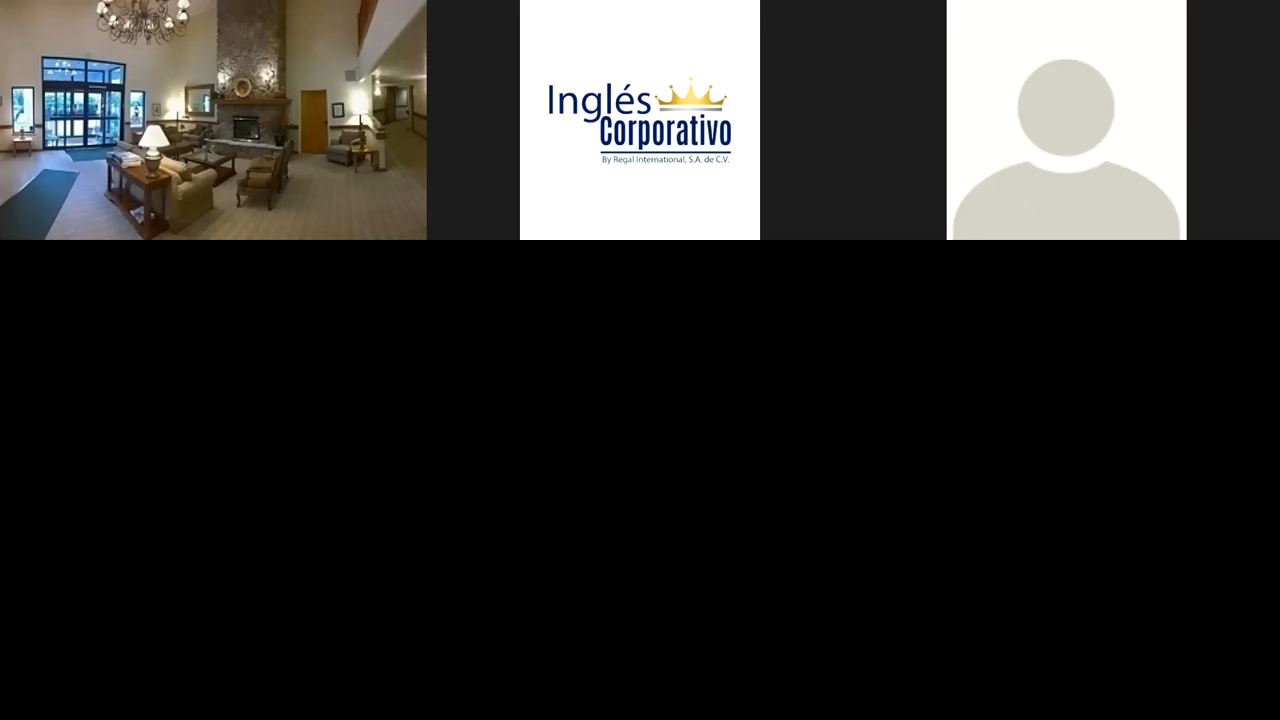 Inglés
Corporativo
By Regal International, S.A. de C.V.